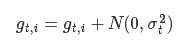 g_{t,i} = g_{t,i} + N(0, σ_t^2)